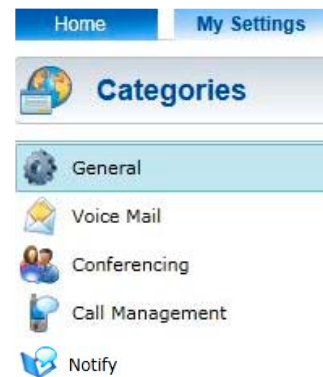 Home My Settings
Categories
General
Voice Mail
Conferencing
Call Management
Notify